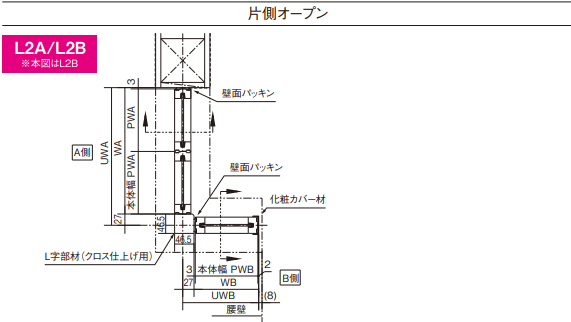 片側オープン
L2A/L2B
※本図はL2B
3
壁面パッキン
PWA
A側
UWA
WA
本体幅 PWA
壁面パッキン
化粧カバー材
27
46.5
46.5
L字部材(クロス仕上げ用)
3
本体幅 PWB
2
B側
27
WB
UWB
(8)
腰壁